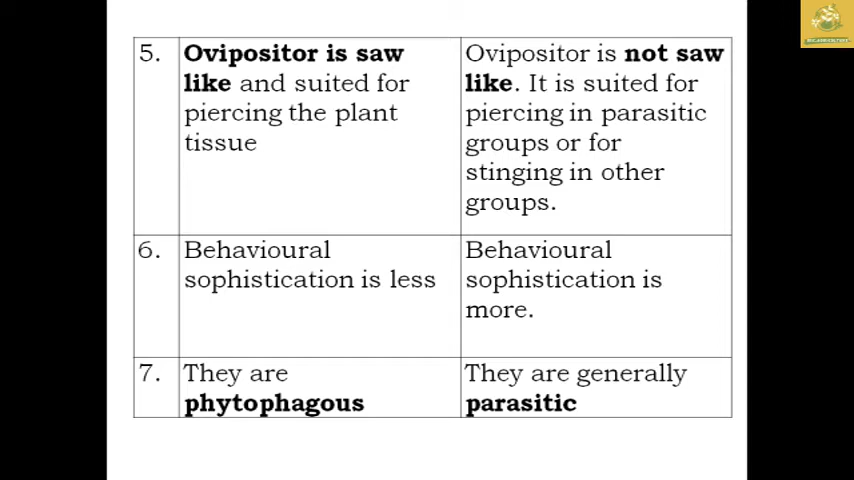 5. Ovipositor is saw like and suited for piercing the plant tissue
Ovipositor is not saw like. It is suited for piercing in parasitic groups or for stinging in other groups.
6. Behavioural sophistication is less
Behavioural sophistication is more.
7. They are phytophagous
They are generally parasitic